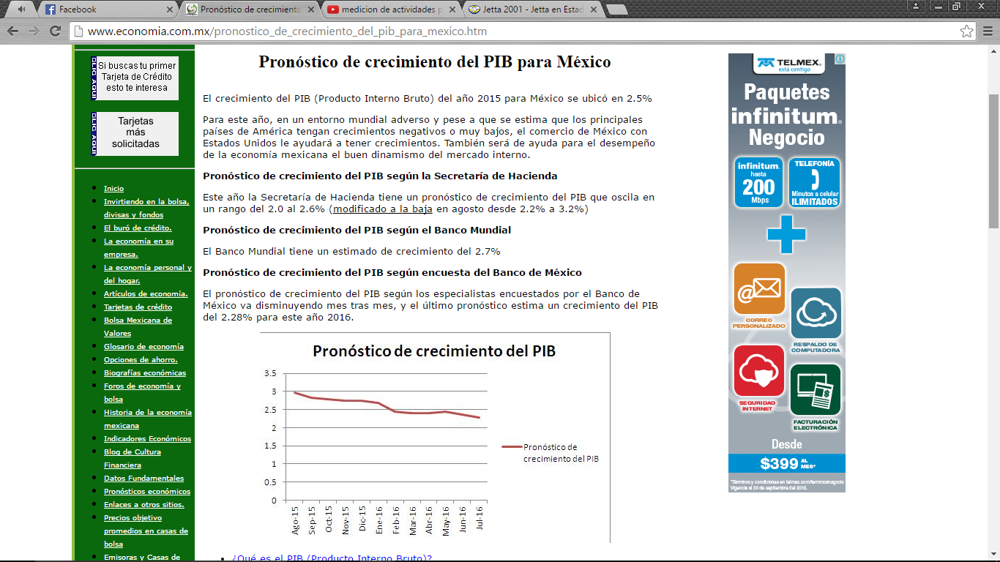 Facebook
Pronóstico de crecimiento
medicion de actividades p
Jetta 2001 - Jetta en Estad
www.economia.com.mx/pronostico_de_crecimiento_del_pib_para_mexico.htm
CLIC AQUI
Si buscas tu primer
Tarjeta de Crédito
esto te interesa
CLIC AQUI
Tarjetas
más
solicitadas
Inicio
Invirtiendo en la bolsa,
divisas y fondos
El buró de crédito.
La economía en su
empresa.
La economía personal y
del hogar.
Artículos de economía.
Tarjetas de crédito
Bolsa Mexicana de
Valores
Glosario de economía
Opciones de ahorro.
Biografías económicas
Foros de economía y
bolsa
Historia de la economía
mexicana
Indicadores Económicos
Blog de Cultura
Financiera
Datos Fundamentales
Pronósticos económicos
Enlaces a otros sitios.
Precios objetivo
promedios en casas de
bolsa
Emisoras y Casas de
Pronóstico de crecimiento del PIB para México
El crecimiento del PIB (Producto Interno Bruto) del año 2015 para México se ubicó en 2.5%
Para este año, en un entorno mundial adverso y pese a que se estima que los principales
países de América tengan crecimientos negativos o muy bajos, el comercio de México con
Estados Unidos le ayudará a tener crecimientos. También será de ayuda para el desempeño
de la economía mexicana el buen dinamismo del mercado interno.
Pronóstico de crecimiento del PIB según la Secretaría de Hacienda
Este año la Secretaría de Hacienda tiene un pronóstico de crecimiento del PIB que oscila en
un rango del 2.0 al 2.6% (modificado a la baja en agosto desde 2.2% a 3.2%)
Pronóstico de crecimiento del PIB según el Banco Mundial
El Banco Mundial tiene un estimado de crecimiento del 2.7%
Pronóstico de crecimiento del PIB según encuesta del Banco de México
El pronóstico de crecimiento del PIB según los especialistas encuestados por el Banco de
México va disminuyendo mes tras mes, y el último pronóstico estima un crecimiento del PIB
del 2.28% para este año 2016.
Pronóstico de crecimiento del PIB
3.5
3
2.5
2
1.5
1
0.5
0
Ago-15
Sep-15
Oct-15
Nov-15
Dic-15
Ene-16
Feb-16
Mar-16
Abr-16
May-16
Jun-16
Jul-16
Pronóstico de
crecimiento del PIB
¿Qué es el PIB (Producto Interno Bruto)?
TELMEX
está contigo
Paquetes
infinitum.
Negocio
infinitum.
hasta
200
Mbps
TELEFONÍA
Minutos a celular
ILIMITADOS
CORREO
PERSONALIZADO
RESPALDO DE
COMPUTADORA
SEGURIDAD
INTERNET
FACTURACIÓN
ELECTRÓNICA
Desde
$399 AL
MES*
*Términos y condiciones en telmex.com/terminosnegocio
Vigencia al 30 de septiembre del 2016.